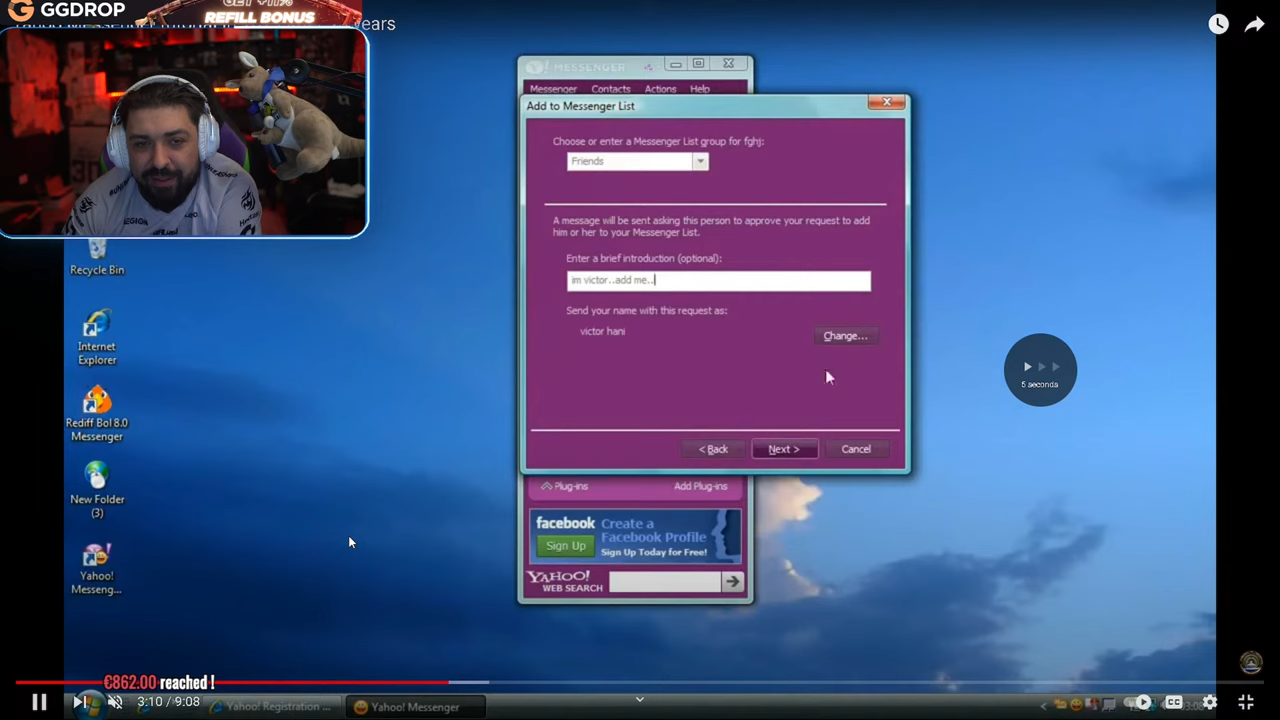 GGDROP
GET +11%
REFILL BONUS
years
MESSENGER
Messenger Contacts Actions Help
Add to Messenger List
Choose or enter a Messenger List group for fghj:
Friends
A message will be sent asking this person to approve your request to add
him or her to your Messenger List.
Enter a brief introduction (optional):
im victor..add me..
Send your name with this request as:
victor hani
Change...
< Back
Next >
Cancel
5 seconds
Recycle Bin
Internet
Explorer
Rediff Bol 8.0
Messenger
New Folder
(3)
Yahoo!
Messeng...
Plug-ins
Add Plug-ins
facebook
Create a
Facebook Profile
Sign Up
Sign Up Today for Free!
YAHOO!
WEB SEARCH
€862.00 reached !
3:10 / 9:08
Yahoo! Registration ...
Yahoo! Messenger